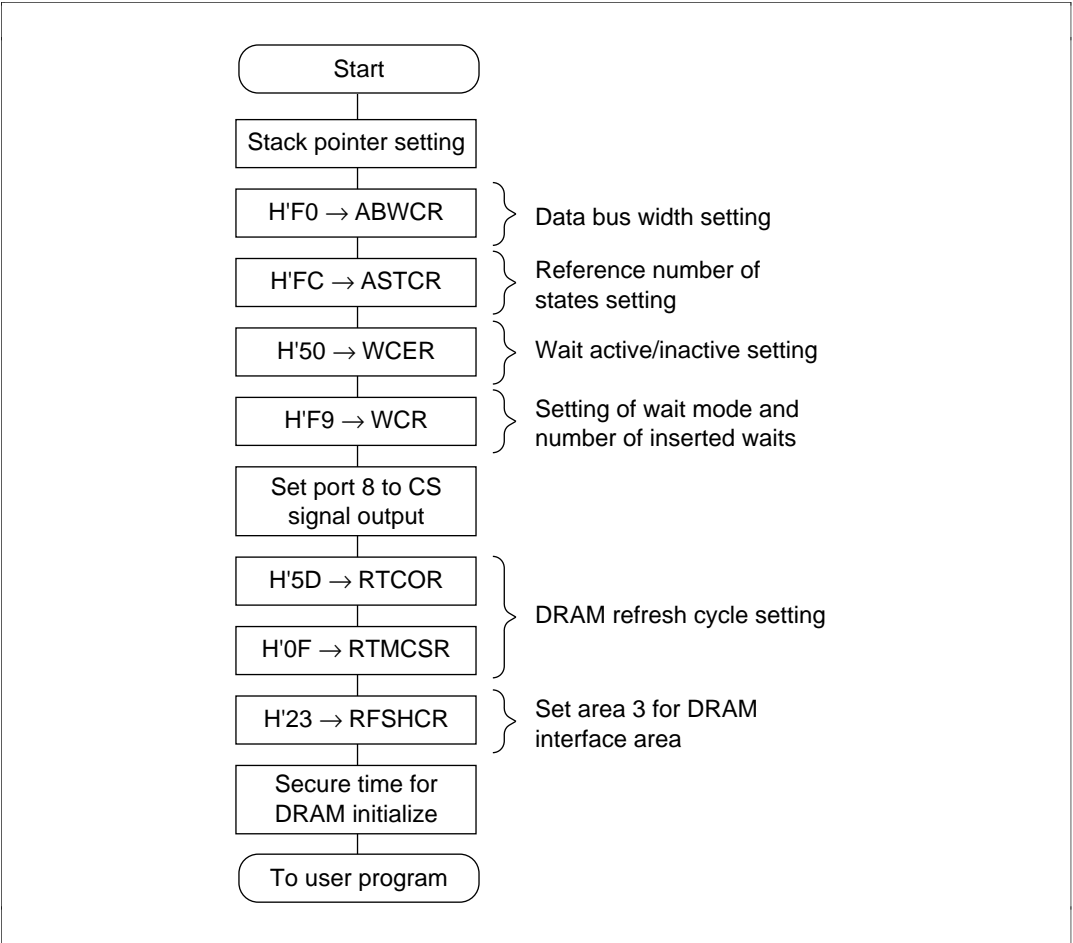 Start
Stack pointer setting
H'F0 → ABWCR
Data bus width setting
H'FC → ASTCR
Reference number of
states setting
H'50 → WCER
Wait active/inactive setting
H'F9 → WCR
Setting of wait mode and
number of inserted waits
Set port 8 to CS
signal output
H'5D → RTCOR
H'0F → RTMCSR
DRAM refresh cycle setting
H'23 → RFSHCR
Set area 3 for DRAM
interface area
Secure time for
DRAM initialize
To user program